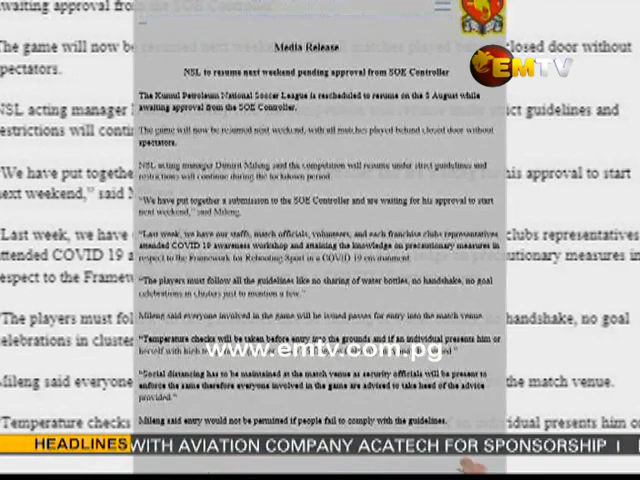 Media Release
NSL to resume next weekend pending approval from SOE Controller
The Kumul Petroleum National Soccer League is rescheduled to resume on the 8 August while
awaiting approval from the SOE Controller.
The game will now be resumed next weekend, with all matches played behind closed door without
spectators.
NSL acting manager Dimirit Mileng said the competition will resume under strict guidelines and
restrictions will continue during the lockdown period.
“We have put together a submission to the SOE Controller and are waiting for his approval to start
next weekend,” said Mileng.
“Last week, we have our staffs, match officials, volunteers, and each franchise clubs representatives
attended COVID 19 awareness workshop and attaining the knowledge on precautionary measures in
respect to the Framework for Rebooting Sport in a COVID 19 environment.
“The players must follow all the guidelines like no sharing of water bottles, no handshake, no goal
celebrations in clusters just to mention a few.”
Mileng said everyone involved in the game will be issued passes for entry into the match venue.
“Temperature checks will be taken before entry into the grounds and if an individual presents him or
herself with high
“Social distancing has to be maintained at the match venue as security officials will be present to
enforce the same therefore everyone involved in the game are advised to take heed of the advice
provided.”
Mileng said entry would not be permitted if people fail to comply with the guidelines.
EMTV
www.emtv.com.pg
HEADLINES
WITH AVIATION COMPANY ACATECH FOR SPONSORSHIP